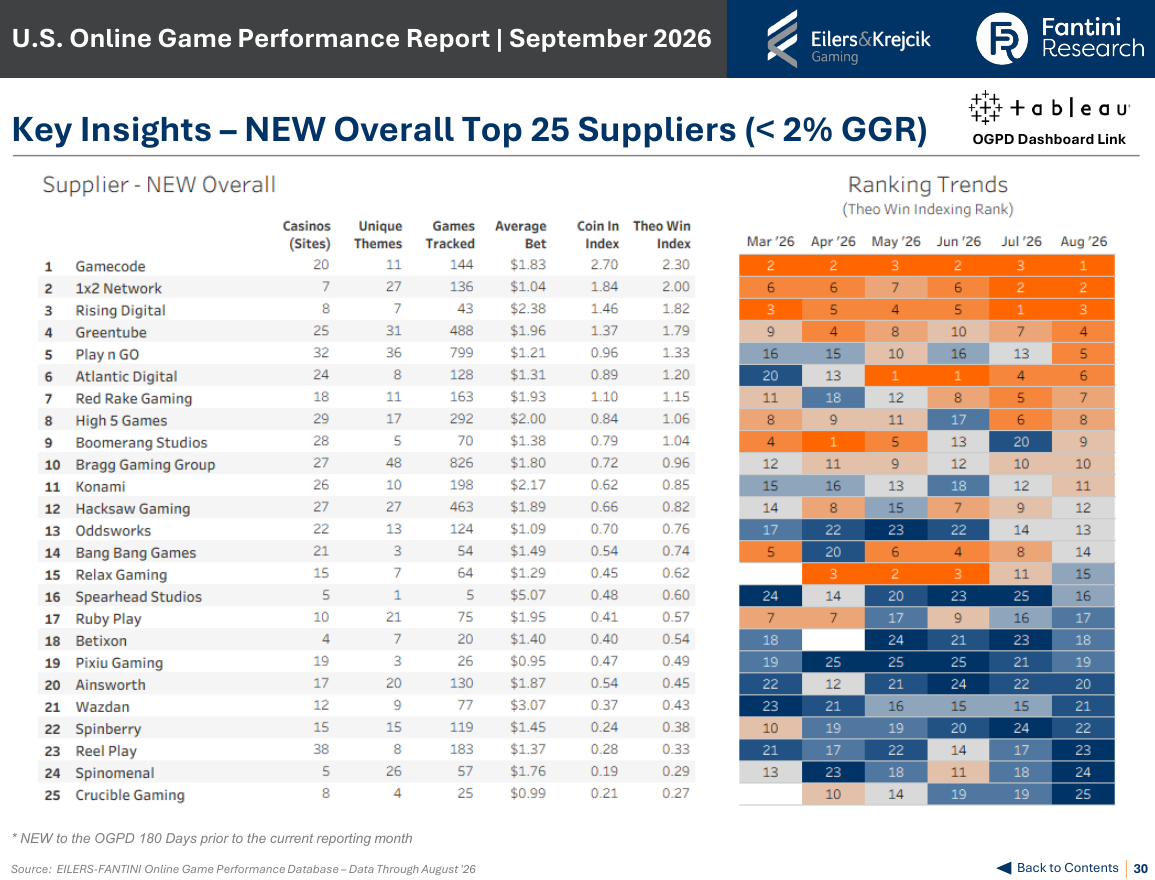 U.S. Online Game Performance Report | September 2026
Eilers&Krejcik
Gaming
Fantini
Research
Key Insights – NEW Overall Top 25 Suppliers (< 2% GGR)
+ a b l e a u
OGPD Dashboard Link
Supplier - NEW Overall
Ranking Trends
(Theo Win Indexing Rank)
Casinos (Sites) Unique Themes Games Tracked Average Bet Coin In Index Theo Win Index Mar '26 Apr '26 May '26 Jun '26 Jul '26 Aug '26
1 Gamecode 20 11 144 $1.83 2.70 2.30 2 2 3 2 3 1
2 1x2 Network 7 27 136 $1.04 1.84 2.00 6 6 7 6 2 2
3 Rising Digital 8 7 43 $2.38 1.46 1.82 3 5 4 5 1 3
4 Greentube 25 31 488 $1.96 1.37 1.79 9 4 8 10 7 4
5 Play n GO 32 36 799 $1.21 0.96 1.33 16 15 10 16 13 5
6 Atlantic Digital 24 8 128 $1.31 0.89 1.20 20 13 1 1 4 6
7 Red Rake Gaming 18 11 163 $1.93 1.10 1.15 11 18 12 8 5 7
8 High 5 Games 29 17 292 $2.00 0.84 1.06 8 9 11 17 6 8
9 Boomerang Studios 28 5 70 $1.38 0.79 1.04 4 1 5 13 20 9
10 Bragg Gaming Group 27 48 826 $1.80 0.72 0.96 12 11 9 12 10 10
11 Konami 26 10 198 $2.17 0.62 0.85 15 16 13 18 12 11
12 Hacksaw Gaming 27 27 463 $1.89 0.66 0.82 14 8 15 7 9 12
13 Oddsworks 22 13 124 $1.09 0.70 0.76 17 22 23 22 14 13
14 Bang Bang Games 21 3 54 $1.49 0.54 0.74 5 20 6 4 8 14
15 Relax Gaming 15 7 64 $1.29 0.45 0.62 3 2 3 11 15
16 Spearhead Studios 5 1 5 $5.07 0.48 0.60 24 14 20 23 25 16
17 Ruby Play 10 21 75 $1.95 0.41 0.57 7 7 17 9 16 17
18 Betixon 4 7 20 $1.40 0.40 0.54 18 24 21 23 18
19 Pixiu Gaming 19 3 26 $0.95 0.47 0.49 19 25 25 25 21 19
20 Ainsworth 17 20 130 $1.87 0.54 0.45 22 12 21 24 22 20
21 Wazdan 12 9 77 $3.07 0.37 0.43 23 21 16 15 15 21
22 Spinberry 15 15 119 $1.45 0.24 0.38 10 19 19 20 24 22
23 Reel Play 38 8 183 $1.37 0.28 0.33 21 17 22 14 17 23
24 Spinomenal 5 26 57 $1.76 0.19 0.29 13 23 18 11 18 24
25 Crucible Gaming 8 4 25 $0.99 0.21 0.27 10 14 19 19 25
* NEW to the OGPD 180 Days prior to the current reporting month
Source: EILERS-FANTINI Online Game Performance Database – Data Through August '26
Back to Contents | 30